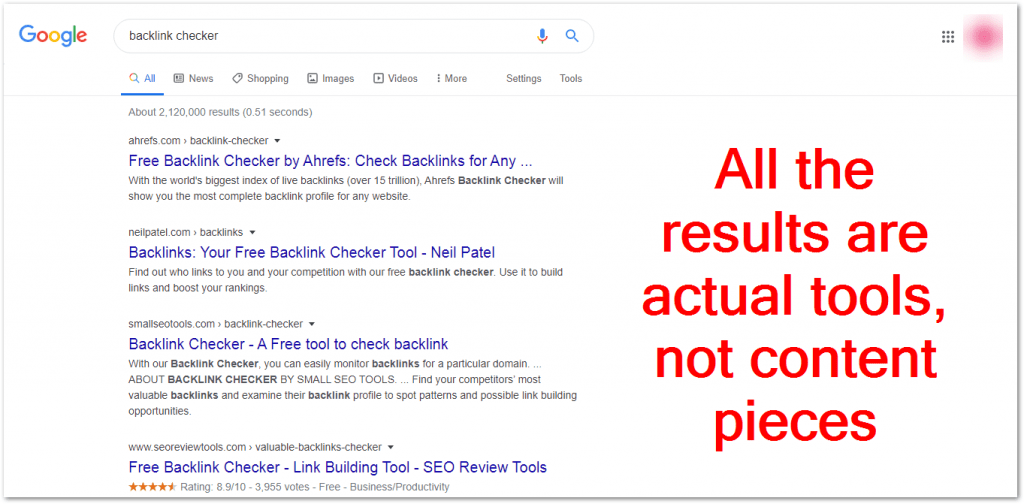 Google
backlink checker
All News Shopping Images Videos More Settings Tools
About 2,120,000 results (0.51 seconds)
ahrefs.com › backlink-checker
Free Backlink Checker by Ahrefs: Check Backlinks for Any ...
With the world's biggest index of live backlinks (over 15 trillion), Ahrefs Backlink Checker will
show you the most complete backlink profile for any website.
neilpatel.com › backlinks
Backlinks: Your Free Backlink Checker Tool - Neil Patel
Find out who links to you and your competition with our free backlink checker. Use it to build
links and boost your rankings.
smallseotools.com › backlink-checker
Backlink Checker - A Free tool to check backlink
With our Backlink Checker, you can easily monitor backlinks for a particular domain. ...
ABOUT BACKLINK CHECKER BY SMALL SEO TOOLS. ... Find your competitors' most
valuable backlinks and examine their backlink profile to spot patterns and possible link building
opportunities.
www.seoreviewtools.com › valuable-backlinks-checker
Free Backlink Checker - Link Building Tool - SEO Review Tools
Rating: 8.9/10 - 3,955 votes - Free - Business/Productivity
All the
results are
actual tools,
not content
pieces